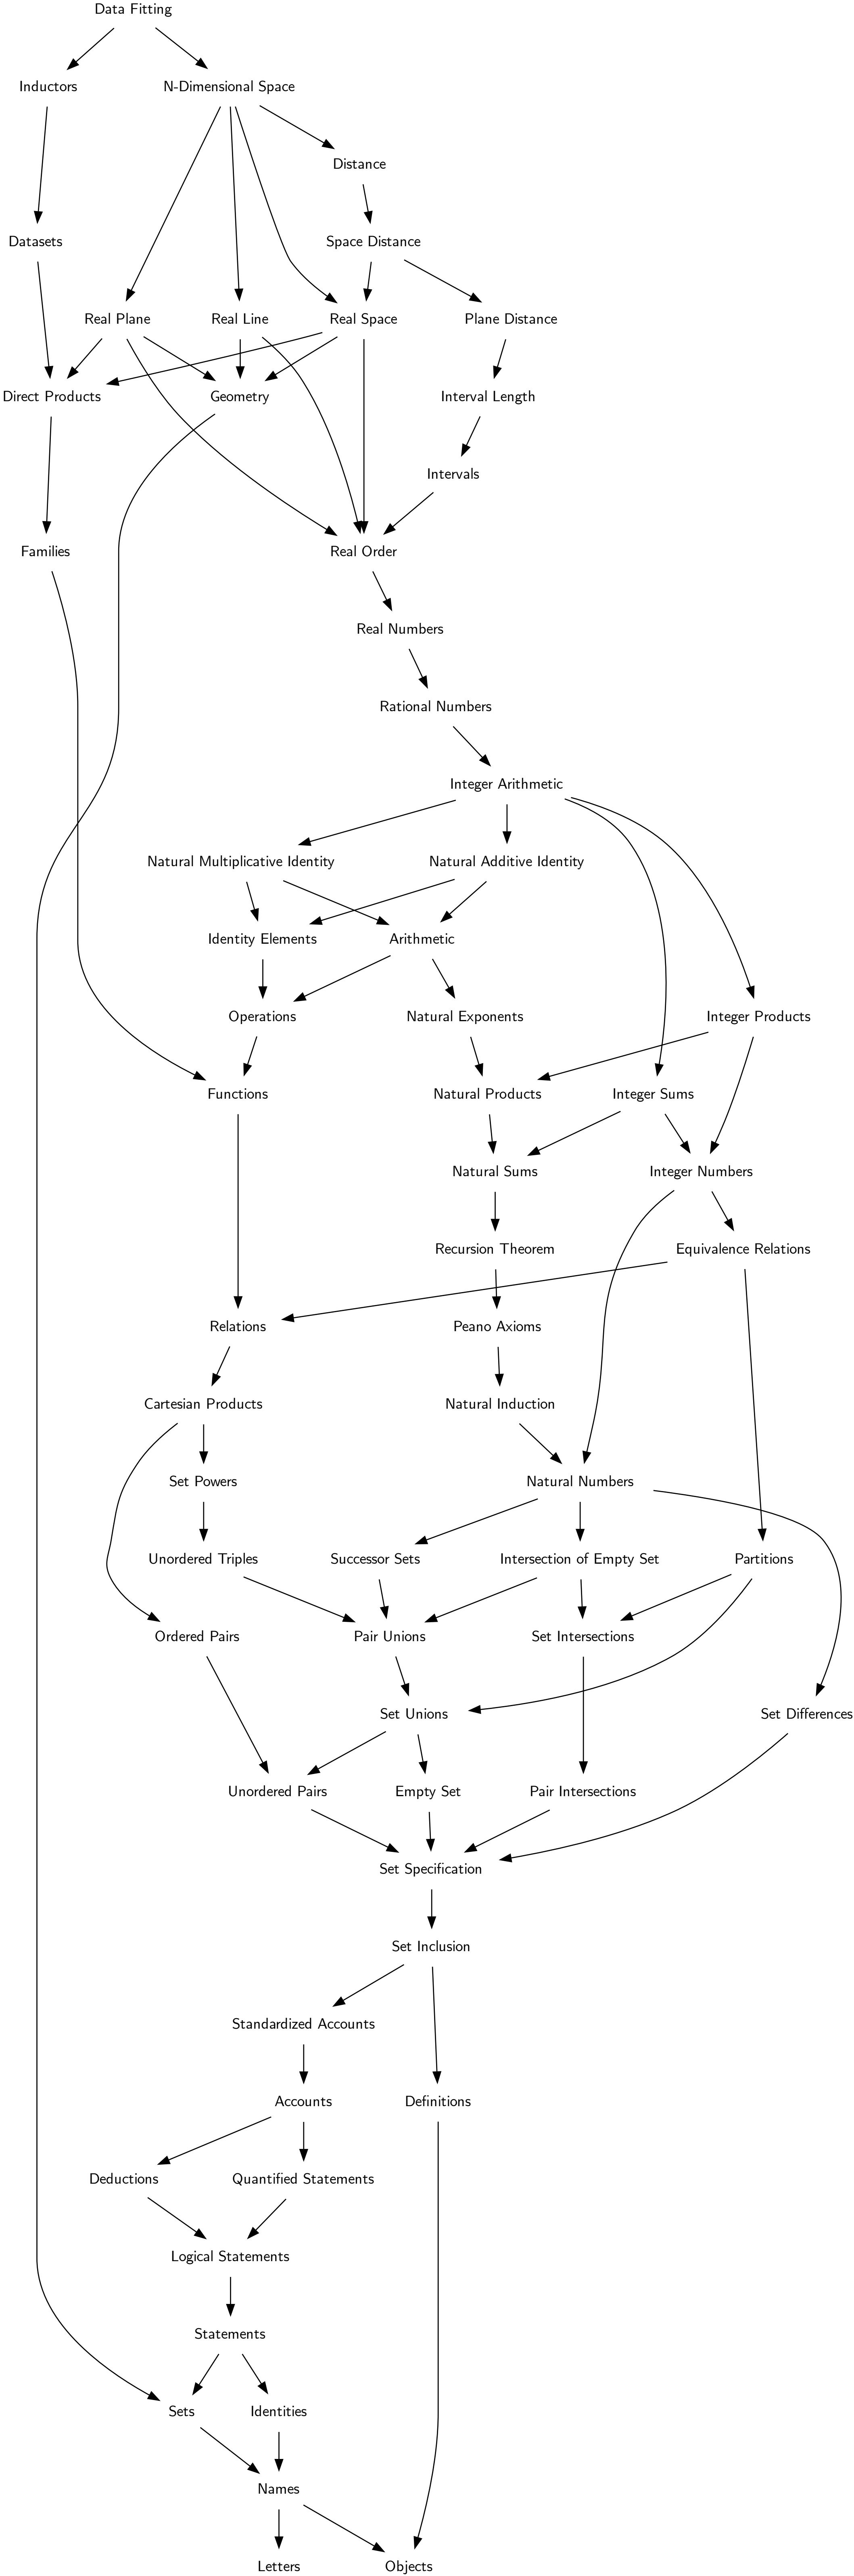 Data Fitting
Inductors
N-Dimensional Space
Distance
Datasets
Space Distance
Real Plane
Real Line
Real Space
Plane Distance
Direct Products
Geometry
Interval Length
Intervals
Families
Real Order
Real Numbers
Rational Numbers
Integer Arithmetic
Natural Multiplicative Identity
Natural Additive Identity
Identity Elements
Arithmetic
Operations
Natural Exponents
Integer Products
Functions
Natural Products
Integer Sums
Natural Sums
Integer Numbers
Recursion Theorem
Equivalence Relations
Relations
Peano Axioms
Cartesian Products
Natural Induction
Set Powers
Natural Numbers
Unordered Triples
Successor Sets
Intersection of Empty Set
Partitions
Ordered Pairs
Pair Unions
Set Intersections
Set Unions
Set Differences
Unordered Pairs
Empty Set
Pair Intersections
Set Specification
Set Inclusion
Standardized Accounts
Accounts
Definitions
Deductions
Quantified Statements
Logical Statements
Statements
Sets
Identities
Names
Letters
Objects